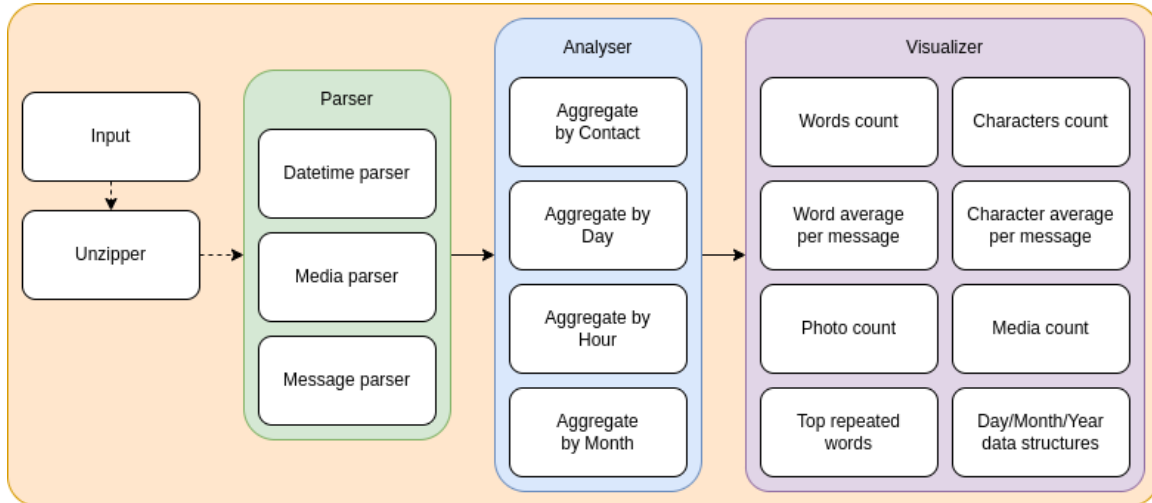 Input
Unzipper
Parser
Datetime parser
Media parser
Message parser
Analyser
Aggregate
by Contact
Aggregate by
Day
Aggregate by
Hour
Aggregate
by Month
Visualizer
Words count
Characters count
Word average
per message
Character average
per message
Photo count
Media count
Top repeated
words
Day/Month/Year
data structures